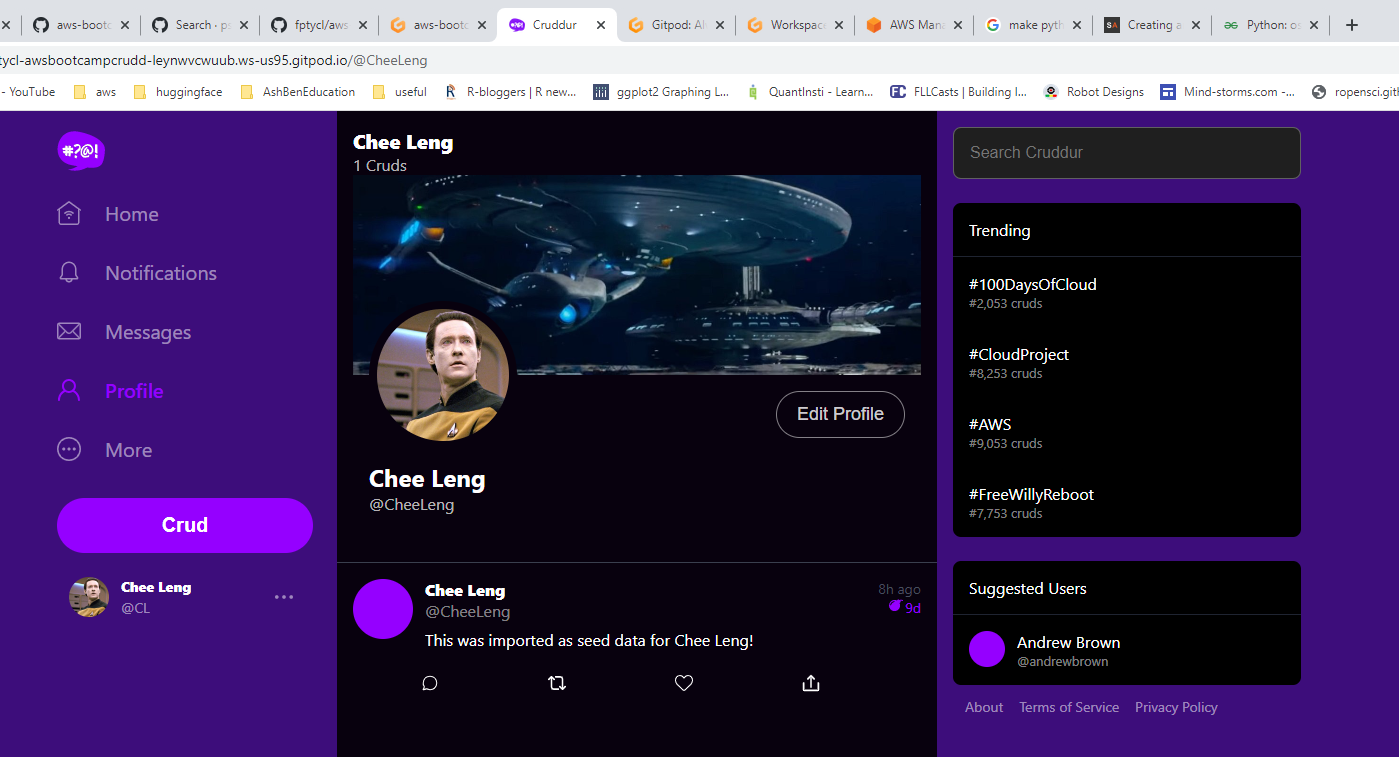 aws-bootc
Search · ps
fptycl/aws
aws-bootc
Cruddur
Gitpod: Al
Workspac
AWS Mana
make pyth
Creating a
Python: os
tycl-awsbootcampcrudd-leynwvcwuub.ws-us95.gitpod.io/@CheeLeng
- YouTube
aws
huggingface
AshBenEducation
useful
R-bloggers | R new...
ggplot2 Graphing L...
QuantInsti - Learn...
FLLCasts | Building I...
Robot Designs
Mind-storms.com -...
ropensci.gith
#?@!
Home
Notifications
Messages
Profile
More
Crud
Chee Leng
@CL
Chee Leng
1 Cruds
Edit Profile
Chee Leng
@CheeLeng
Chee Leng
8h ago
@CheeLeng
9d
This was imported as seed data for Chee Leng!
Search Cruddur
Trending
#100DaysOfCloud
#2,053 cruds
#CloudProject
#8,253 cruds
#AWS
#9,053 cruds
#FreeWillyReboot
#7,753 cruds
Suggested Users
Andrew Brown
@andrewbrown
About Terms of Service Privacy Policy